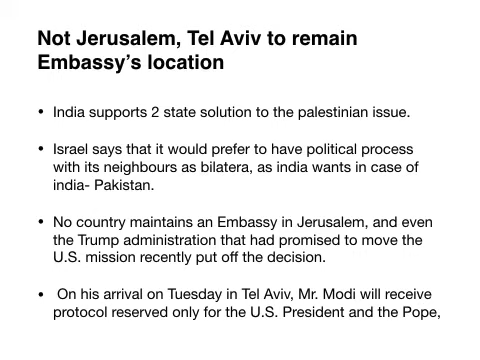 Not Jerusalem, Tel Aviv to remain
Embassy’s location
• India supports 2 state solution to the palestinian issue.
• Israel says that it would prefer to have political process
with its neighbours as bilatera, as india wants in case of
india- Pakistan.
• No country maintains an Embassy in Jerusalem, and even
the Trump administration that had promised to move the
U.S. mission recently put off the decision.
• On his arrival on Tuesday in Tel Aviv, Mr. Modi will receive
protocol reserved only for the U.S. President and the Pope,